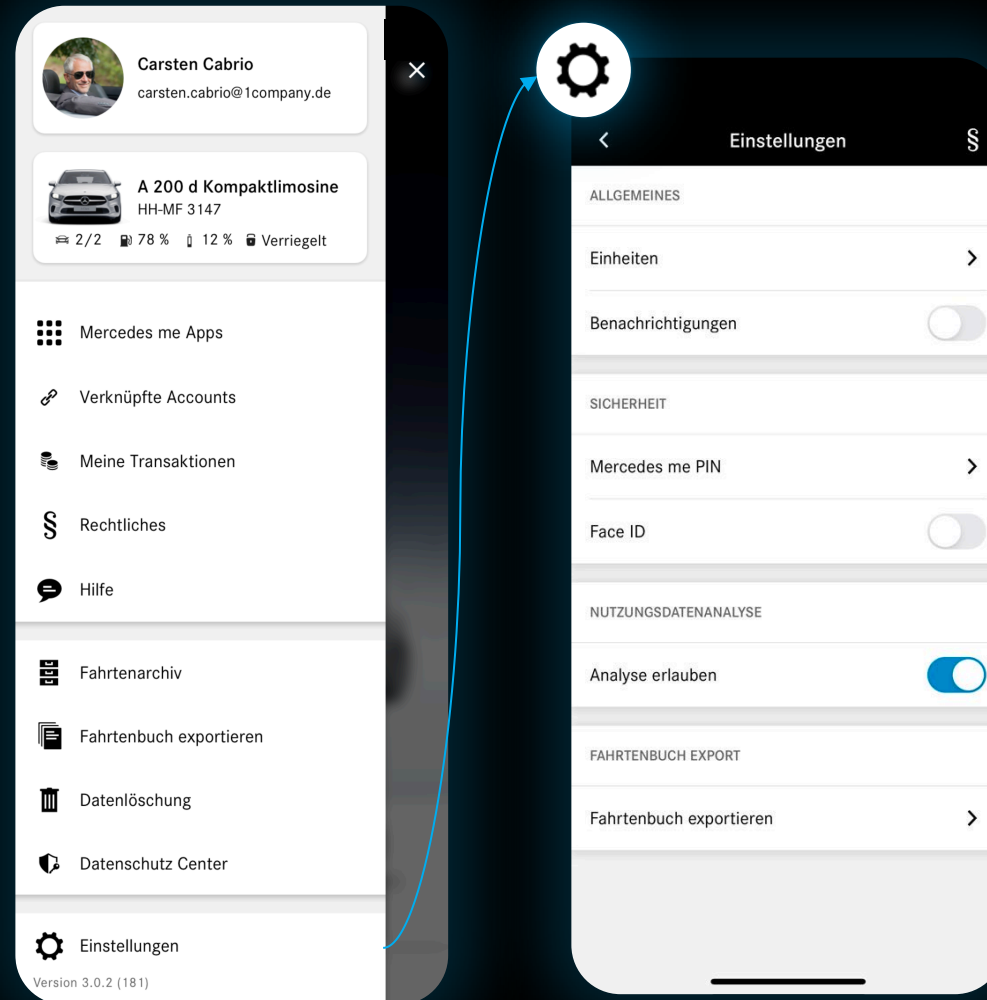 Carsten Cabrio
carsten.cabrio@1company.de
A 200 d Kompaktlimosine
HH-MF 3147
2/2 78 % 12 % Verriegelt
Mercedes me Apps
Verknüpfte Accounts
Meine Transaktionen
§ Rechtliches
Hilfe
Fahrtenarchiv
Fahrtenbuch exportieren
Datenlöschung
Datenschutz Center
Einstellungen
Version 3.0.2 (181)
Einstellungen §
ALLGEMEINES
Einheiten
Benachrichtigungen
SICHERHEIT
Mercedes me PIN
Face ID
NUTZUNGSDATENANALYSE
Analyse erlauben
FAHRTENBUCH EXPORT
Fahrtenbuch exportieren